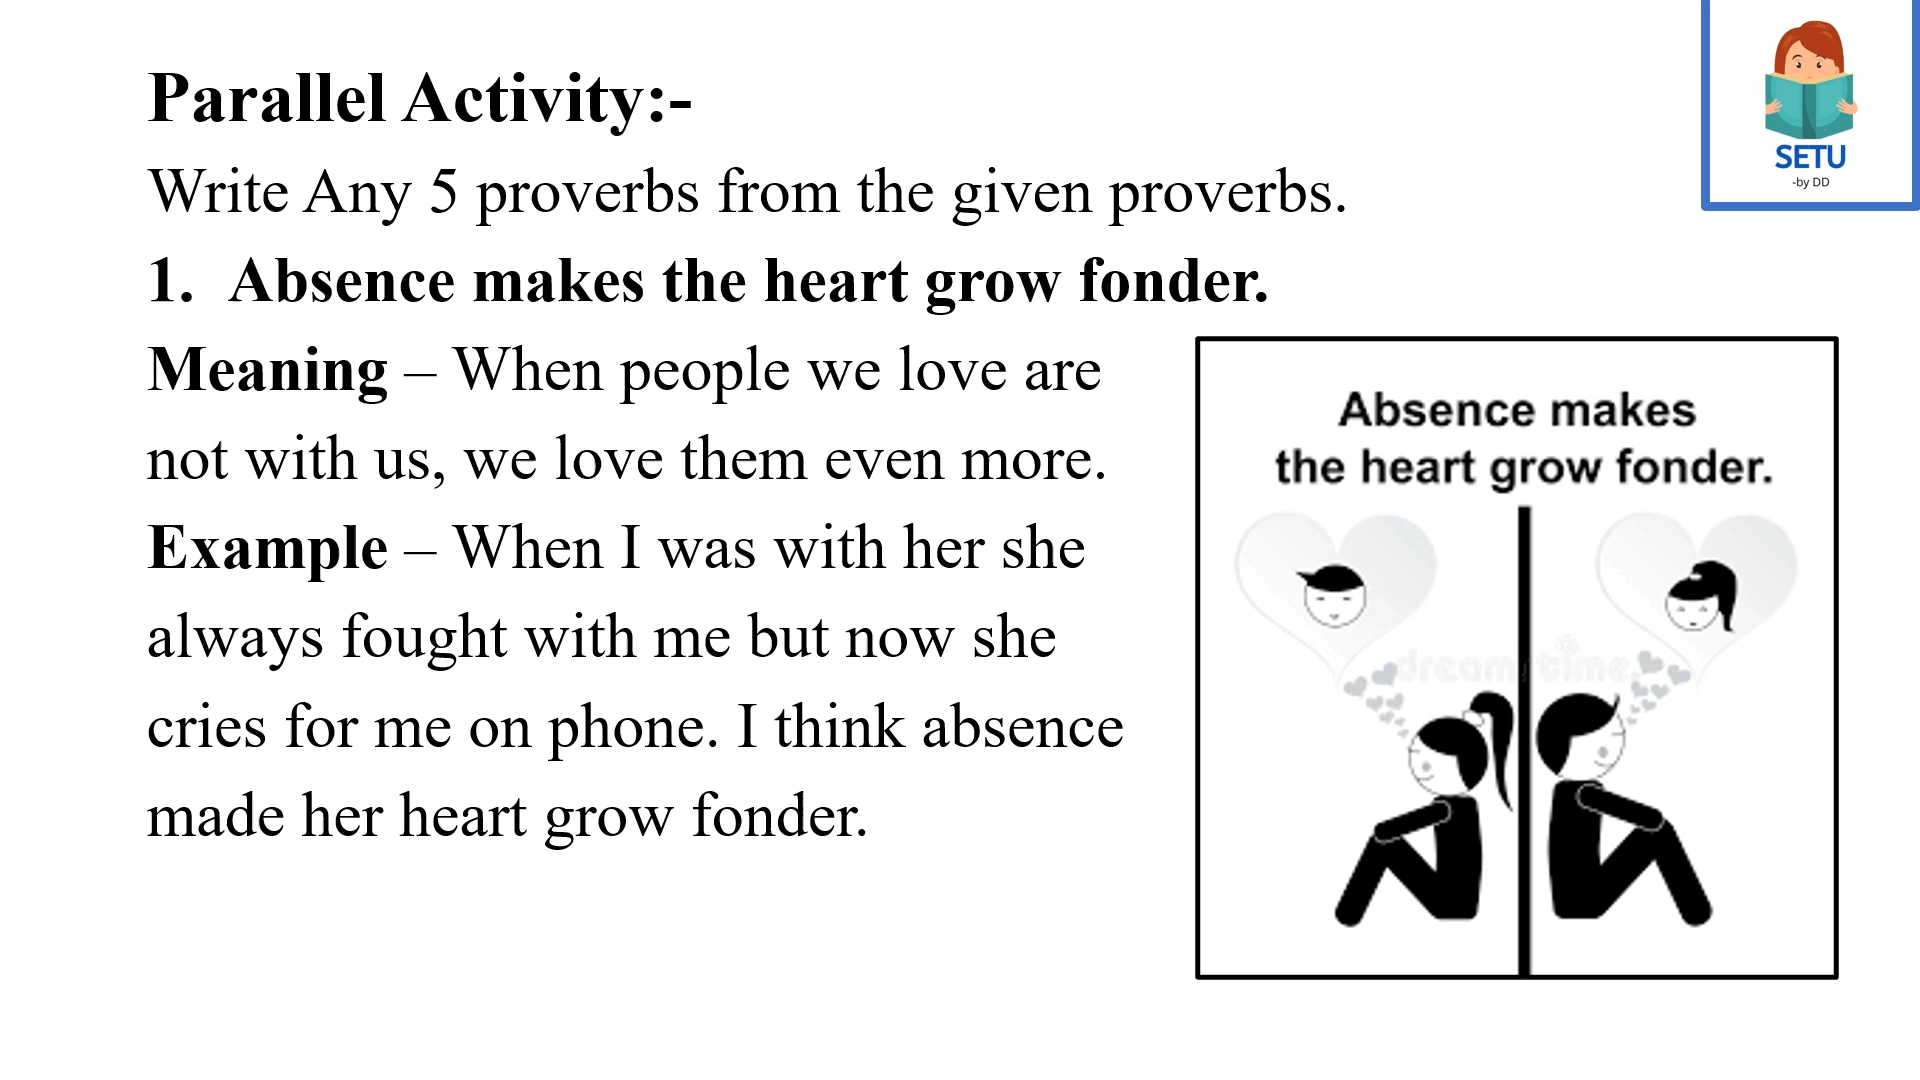 Parallel Activity:-
Write Any 5 proverbs from the given proverbs.
1. Absence makes the heart grow fonder.
Meaning – When people we love are
not with us, we love them even more.
Example – When I was with her she
always fought with me but now she
cries for me on phone. I think absence
made her heart grow fonder.
SETU
-by DD
Absence makes
the heart grow fonder.
dreamstime